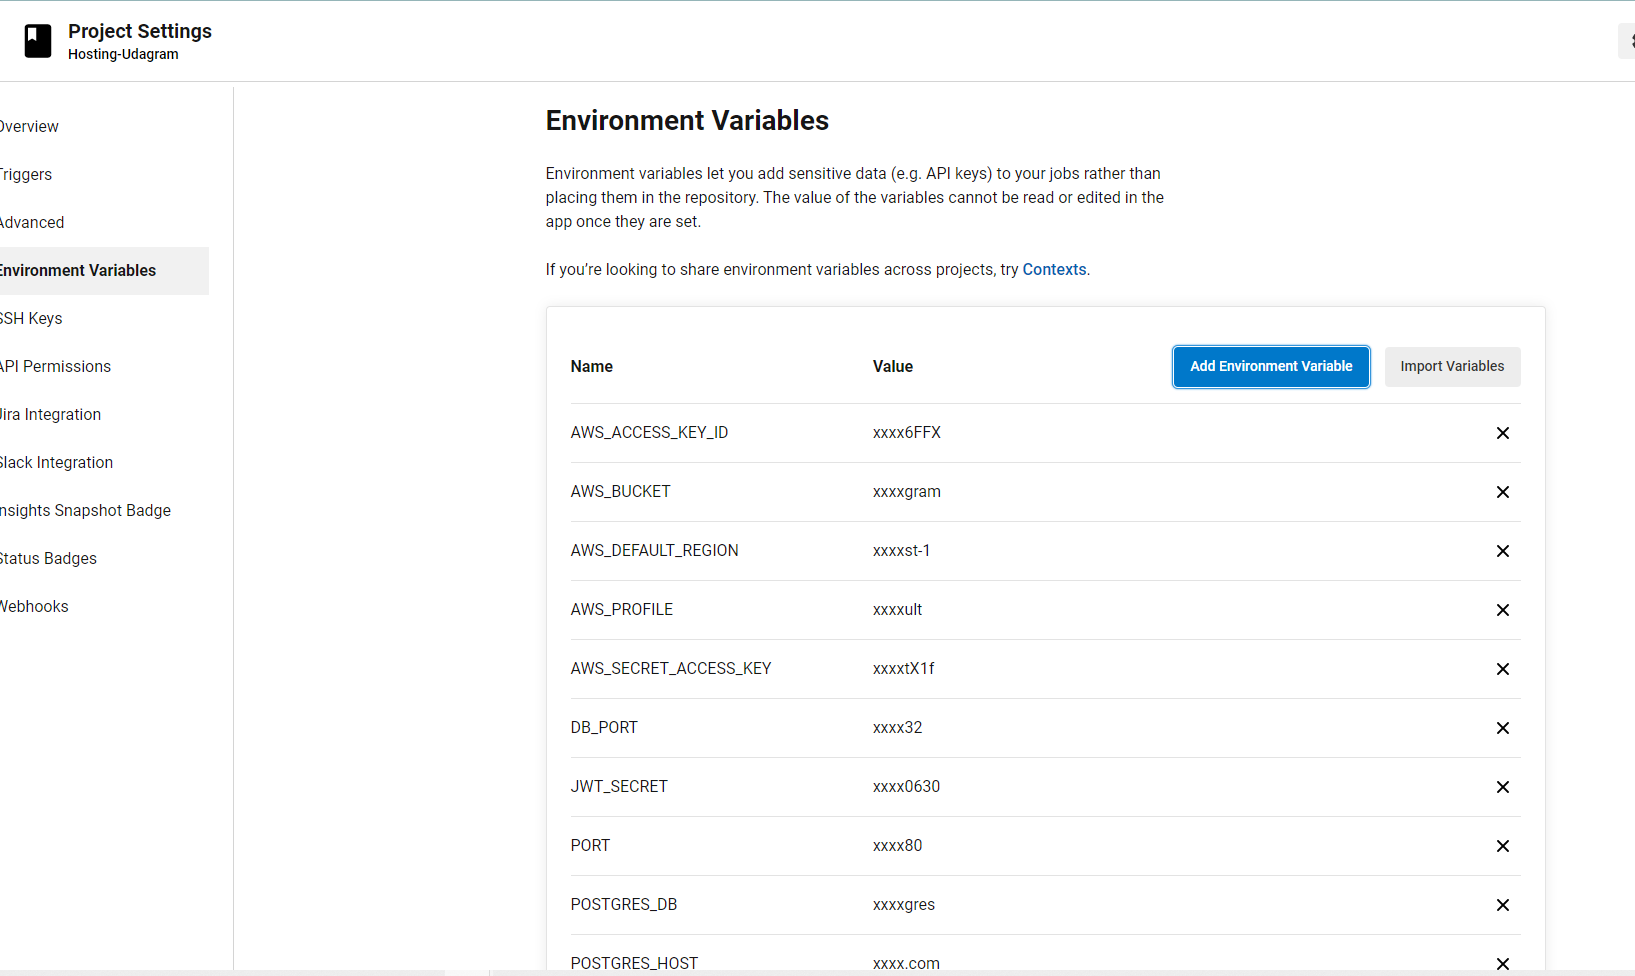 Project Settings
Hosting-Udagram
Overview
Triggers
Advanced
Environment Variables
SSH Keys
API Permissions
Jira Integration
Slack Integration
Insights Snapshot Badge
Status Badges
Webhooks
Environment Variables
Environment variables let you add sensitive data (e.g. API keys) to your jobs rather than
placing them in the repository. The value of the variables cannot be read or edited in the
app once they are set.
If you’re looking to share environment variables across projects, try Contexts.
Name Value Add Environment Variable Import Variables
AWS_ACCESS_KEY_ID xxxx6FFX
AWS_BUCKET xxxxgram
AWS_DEFAULT_REGION xxxxst-1
AWS_PROFILE xxxxult
AWS_SECRET_ACCESS_KEY xxxxtX1f
DB_PORT xxxx32
JWT_SECRET xxxx0630
PORT xxxx80
POSTGRES_DB xxxxgres
POSTGRES_HOST xxxx.com